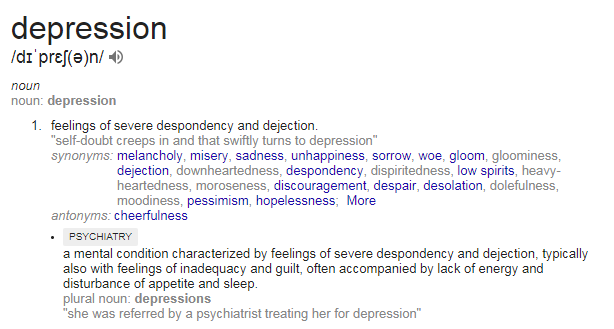 depression
/dɪˈprɛʃ(ə)n/
noun
noun: depression
1. feelings of severe despondency and dejection.
"self-doubt creeps in and that swiftly turns to depression"
synonyms: melancholy, misery, sadness, unhappiness, sorrow, woe, gloom, gloominess,
dejection, downheartedness, despondency, dispiritedness, low spirits, heavy-
heartedness, moroseness, discouragement, despair, desolation, dolefulness,
moodiness, pessimism, hopelessness; More
antonyms: cheerfulness
• PSYCHIATRY
a mental condition characterized by feelings of severe despondency and dejection, typically
also with feelings of inadequacy and guilt, often accompanied by lack of energy and
disturbance of appetite and sleep.
plural noun: depressions
"she was referred by a psychiatrist treating her for depression"